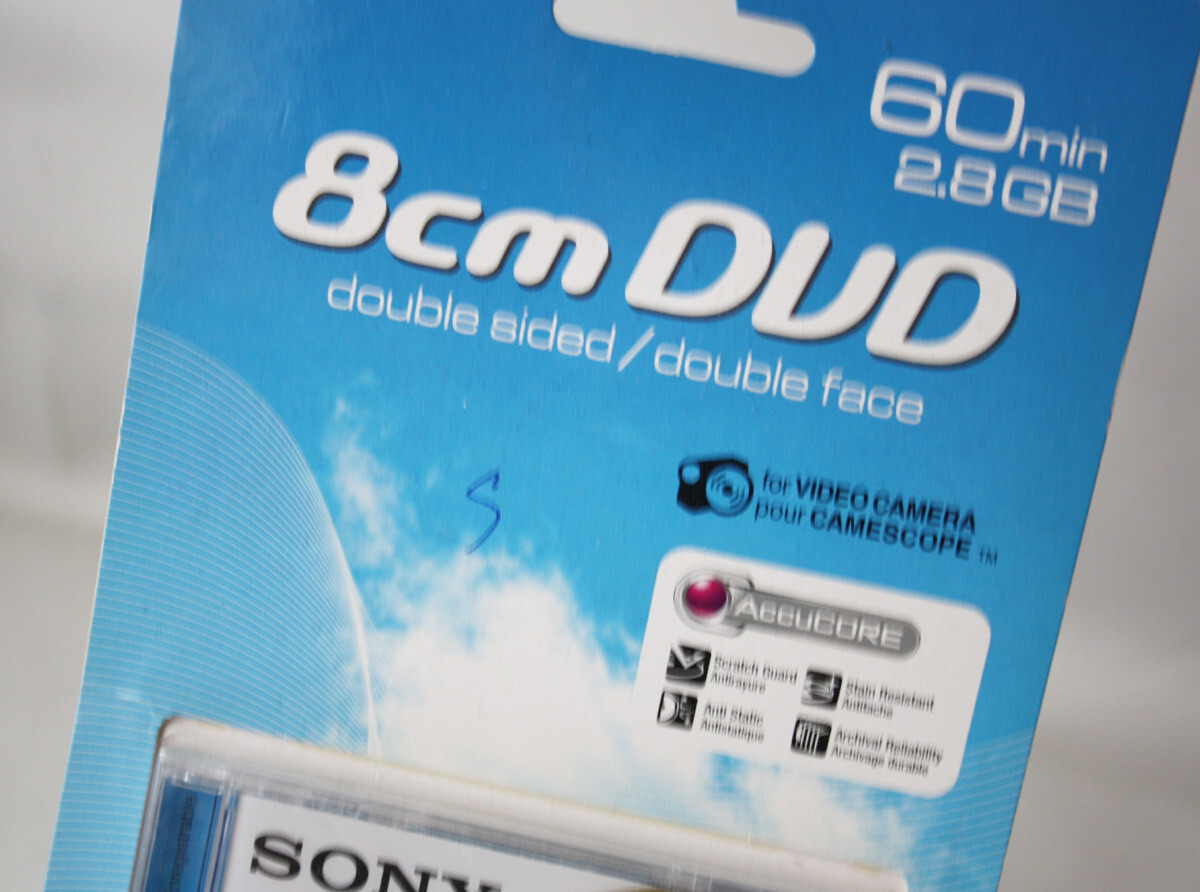 60min
2.8GB
8cm DVD
double sided/double face
S
for VIDEO CAMERA
pour CAMESCOPE™
AccuCORE
Scratch Guard
Antirayure
Stain Resistant
Antitache
Anti Static
Antistatique
Archival Reliability
Archivage durable
SONY